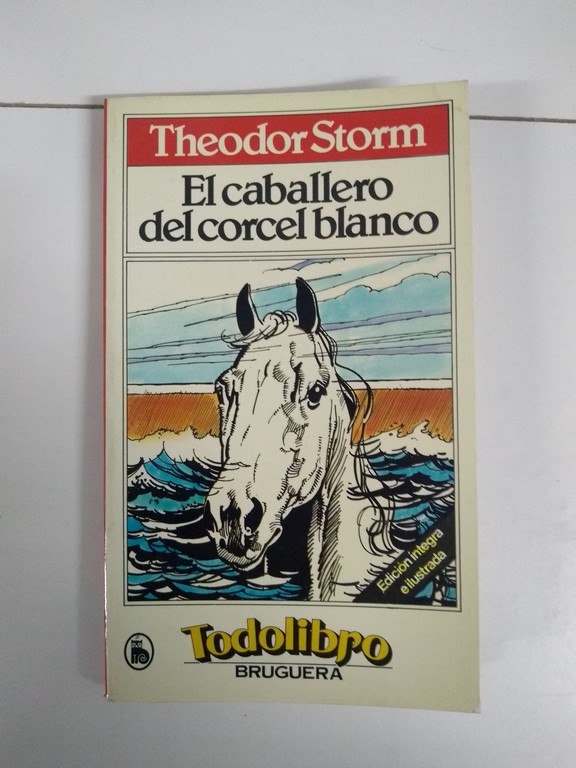 Theodor Storm
El caballero
del corcel blanco
Edición íntegra
e ilustrada
Todolibro
BRUGUERA